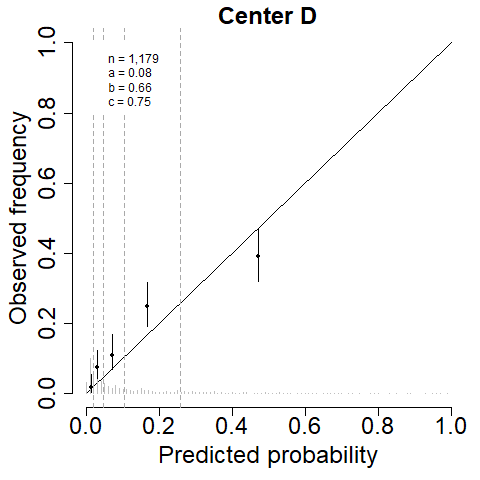 Center D
n = 1,179
a = 0.08
b = 0.66
c = 0.75
Observed frequency
1.0
0.8
0.6
0.4
0.2
0.0
0.0 0.2 0.4 0.6 0.8 1.0
Predicted probability